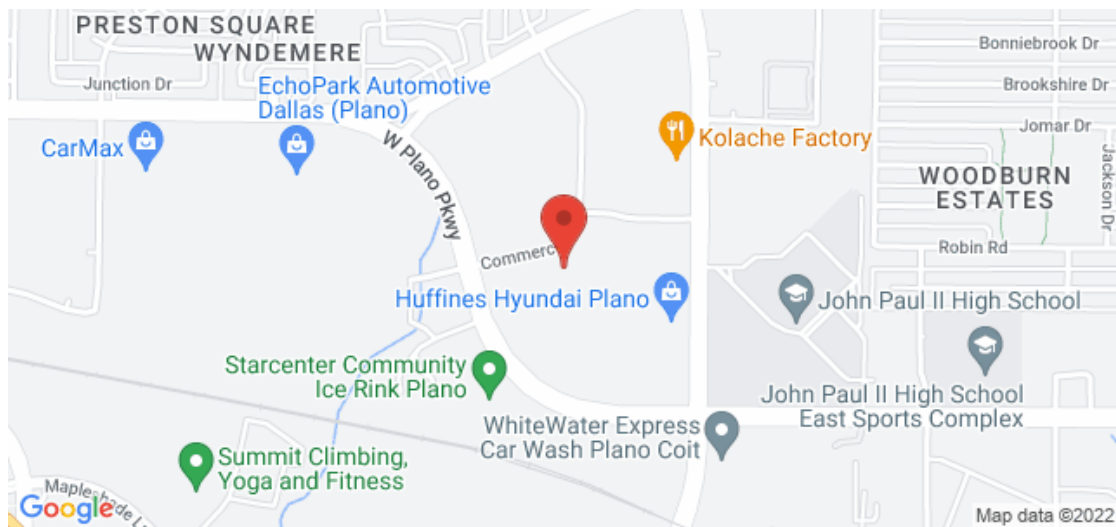 PRESTON SQUARE
WYNDEMERE
Junction Dr
EchoPark Automotive
Dallas (Plano)
CarMax
W Plano Pkwy
Kolache Factory
Bonniebrook Dr
Brookshire Dr
Jomar Dr
Jackson Dr
WOODBURN
ESTATES
Robin Rd
Commerc
Huffines Hyundai Plano
John Paul II High School
Starcenter Community
Ice Rink Plano
John Paul II High School
East Sports Complex
WhiteWater Express
Car Wash Plano Coit
Summit Climbing,
Yoga and Fitness
Mapleshade L
Google
Map data ©2022